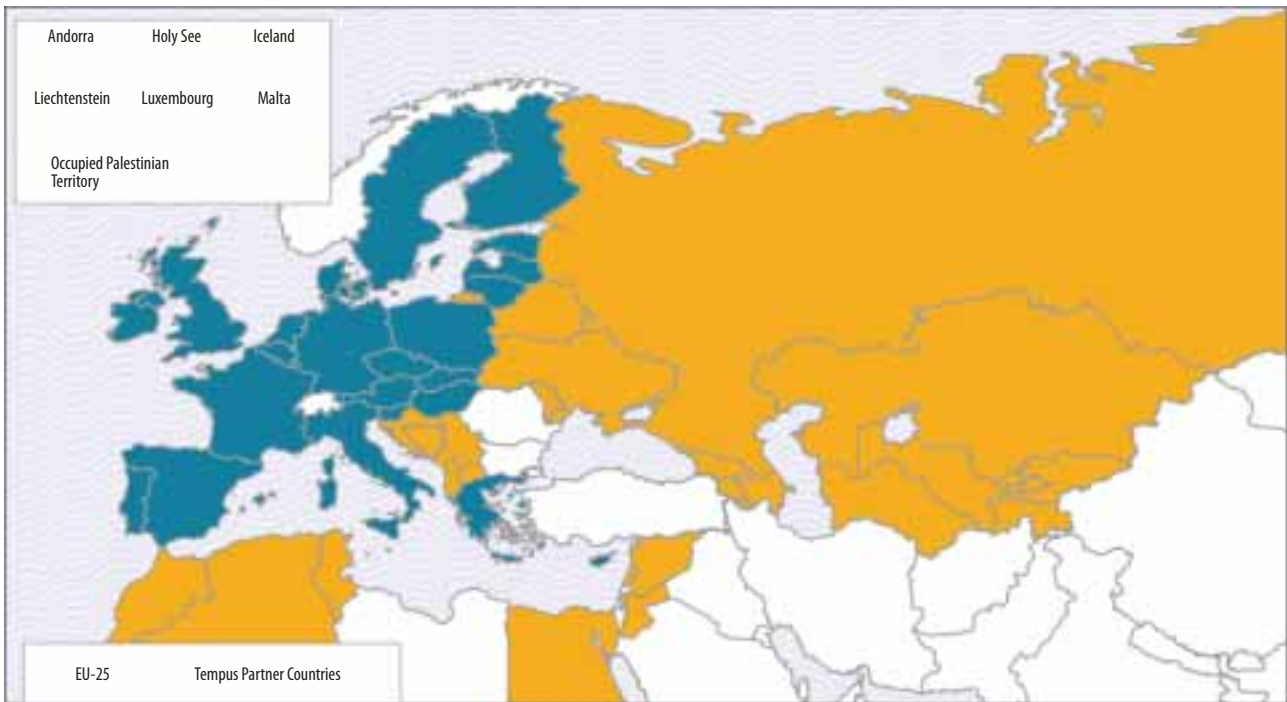 Andorra Holy See Iceland
Liechtenstein Luxembourg Malta
Occupied Palestinian
Territory
EU-25 Tempus Partner Countries